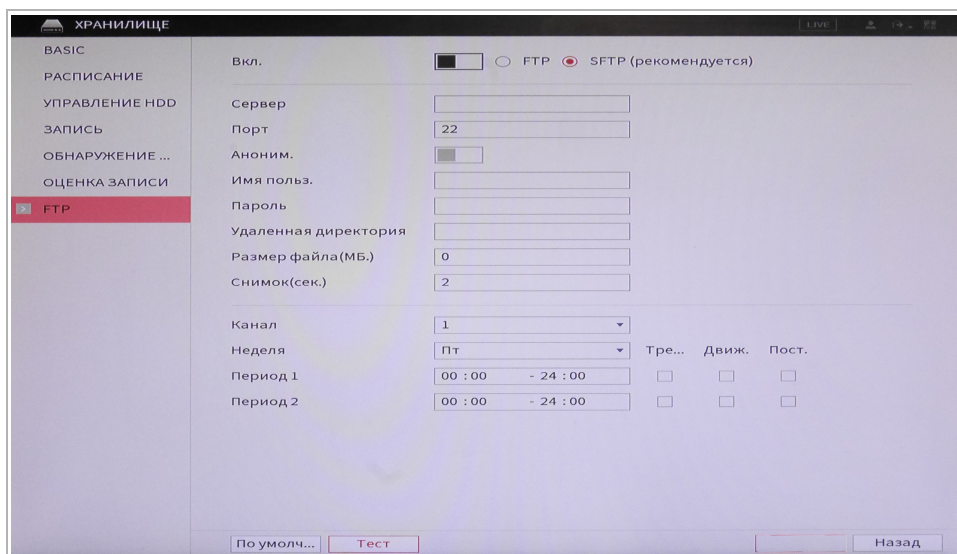 ХРАНИЛИЩЕ LIVE
BASIC
РАСПИСАНИЕ
УПРАВЛЕНИЕ HDD
ЗАПИСЬ
ОБНАРУЖЕНИЕ ...
ОЦЕНКА ЗАПИСИ
FTP
Вкл. FTP SFTP (рекомендуется)
Сервер
Порт 22
Аноним.
Имя польз.
Пароль
Удаленная директория
Размер файла(МБ.) 0
Снимок(сек.) 2
Канал 1
Неделя Пт Тре... Движ. Пост.
Период 1 00 : 00 - 24 : 00
Период 2 00 : 00 - 24 : 00
По умолч... Тест Назад